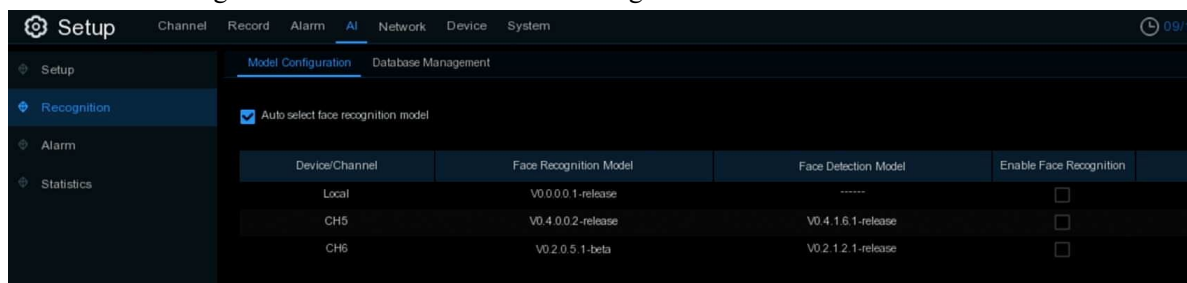 Setup Channel Record Alarm AI Network Device System 09/
Setup
Model Configuration Database Management
Recognition
Auto select face recognition model
Alarm
Statistics
Device/Channel Face Recognition Model Face Detection Model Enable Face Recognition
Local V0.0.0.0.1-release ------
CH5 V0.4.0.0.2-release V0.4.1.6.1-release
CH6 V0.2.0.5.1-beta V0.2.1.2.1-release